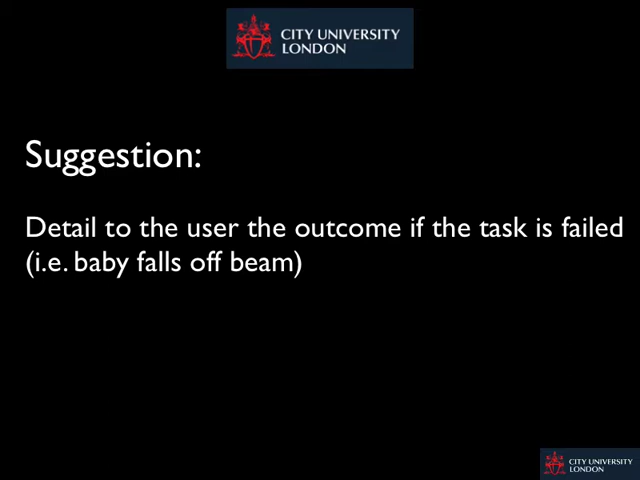 CITY UNIVERSITY
LONDON
Suggestion:
Detail to the user the outcome if the task is failed
(i.e. baby falls off beam)
CITY UNIVERSITY
LONDON